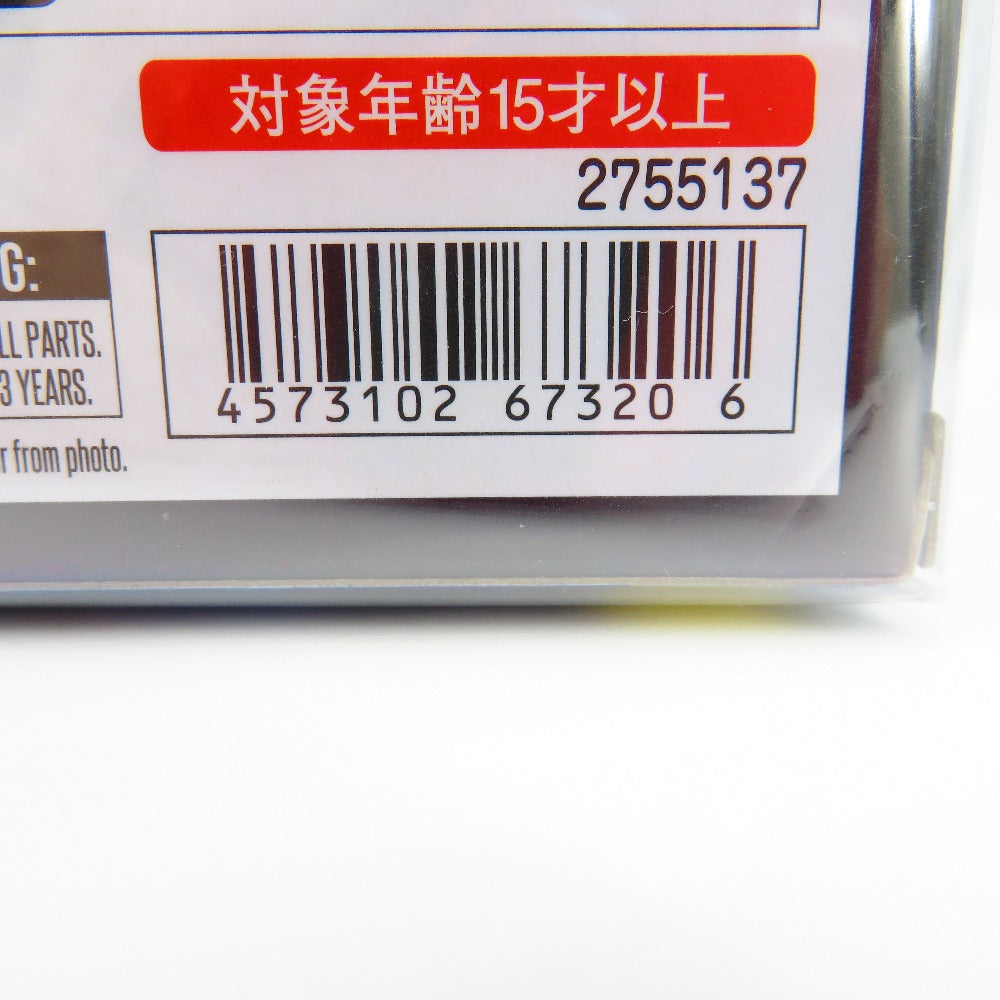 対象年齢15才以上
2755137
G:
LL PARTS.
3 YEARS.
r from photo.
4573102 67320 6